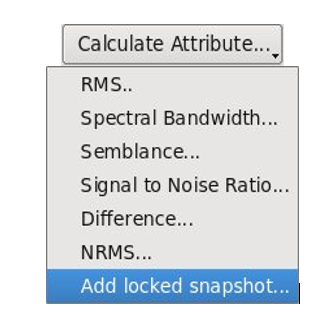 Calculate Attribute...
RMS..
Spectral Bandwidth...
Semblance...
Signal to Noise Ratio...
Difference...
NRMS...
Add locked snapshot...